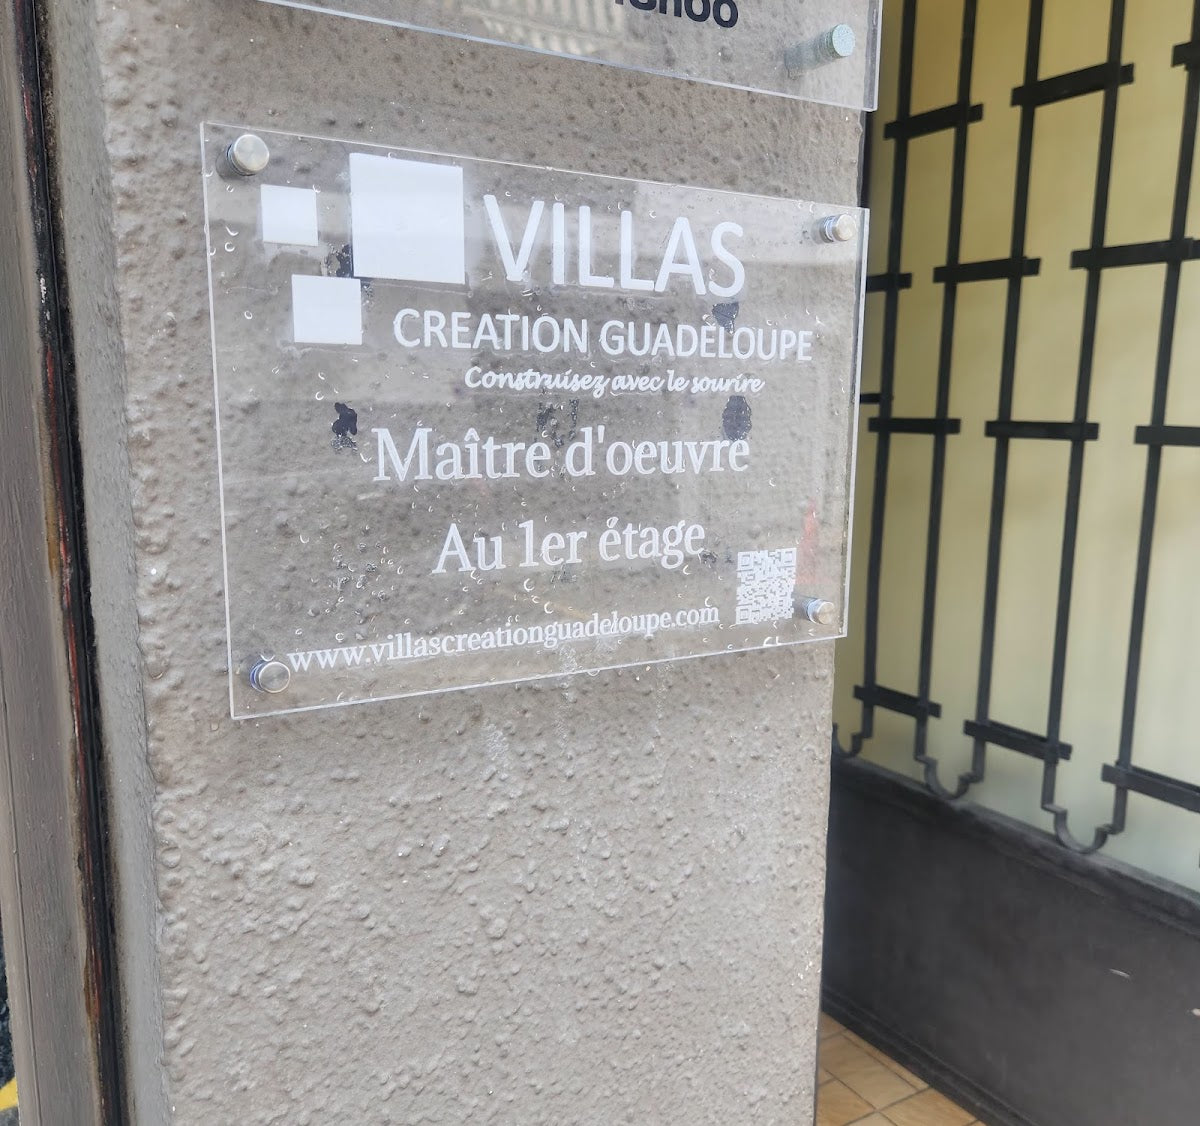 VILLAS
CREATION GUADELOUPE
Construisez avec le sourire
Maître d'oeuvre
Au 1er étage
www.villascreationguadeloupe.com